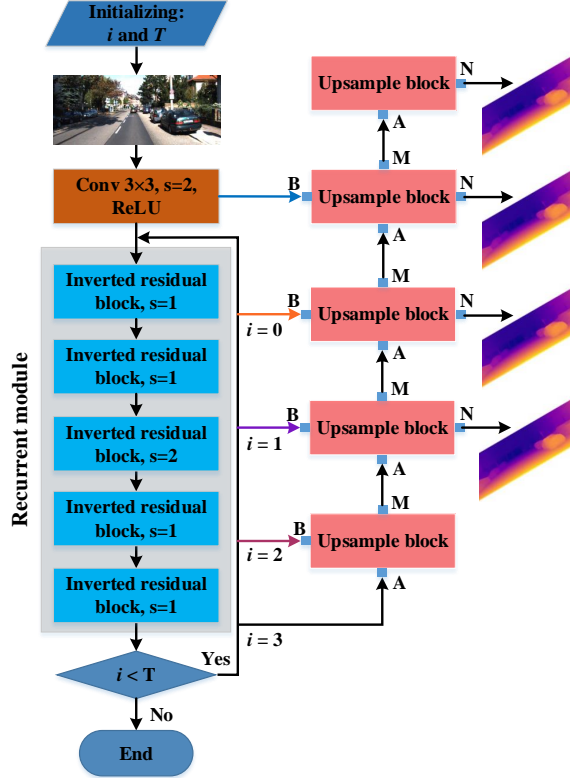 Initializing:
i and T
Conv 3×3, s=2,
ReLU
Recurrent module
Inverted residual
block, s=1
Inverted residual
block, s=1
Inverted residual
block, s=2
Inverted residual
block, s=1
Inverted residual
block, s=1
i < T
Yes
No
End
Upsample block
N
A
M
B
Upsample block
N
A
M
B
i=0
Upsample block
N
A
M
B
i=1
Upsample block
N
A
M
B
i=2
Upsample block
A
i=3